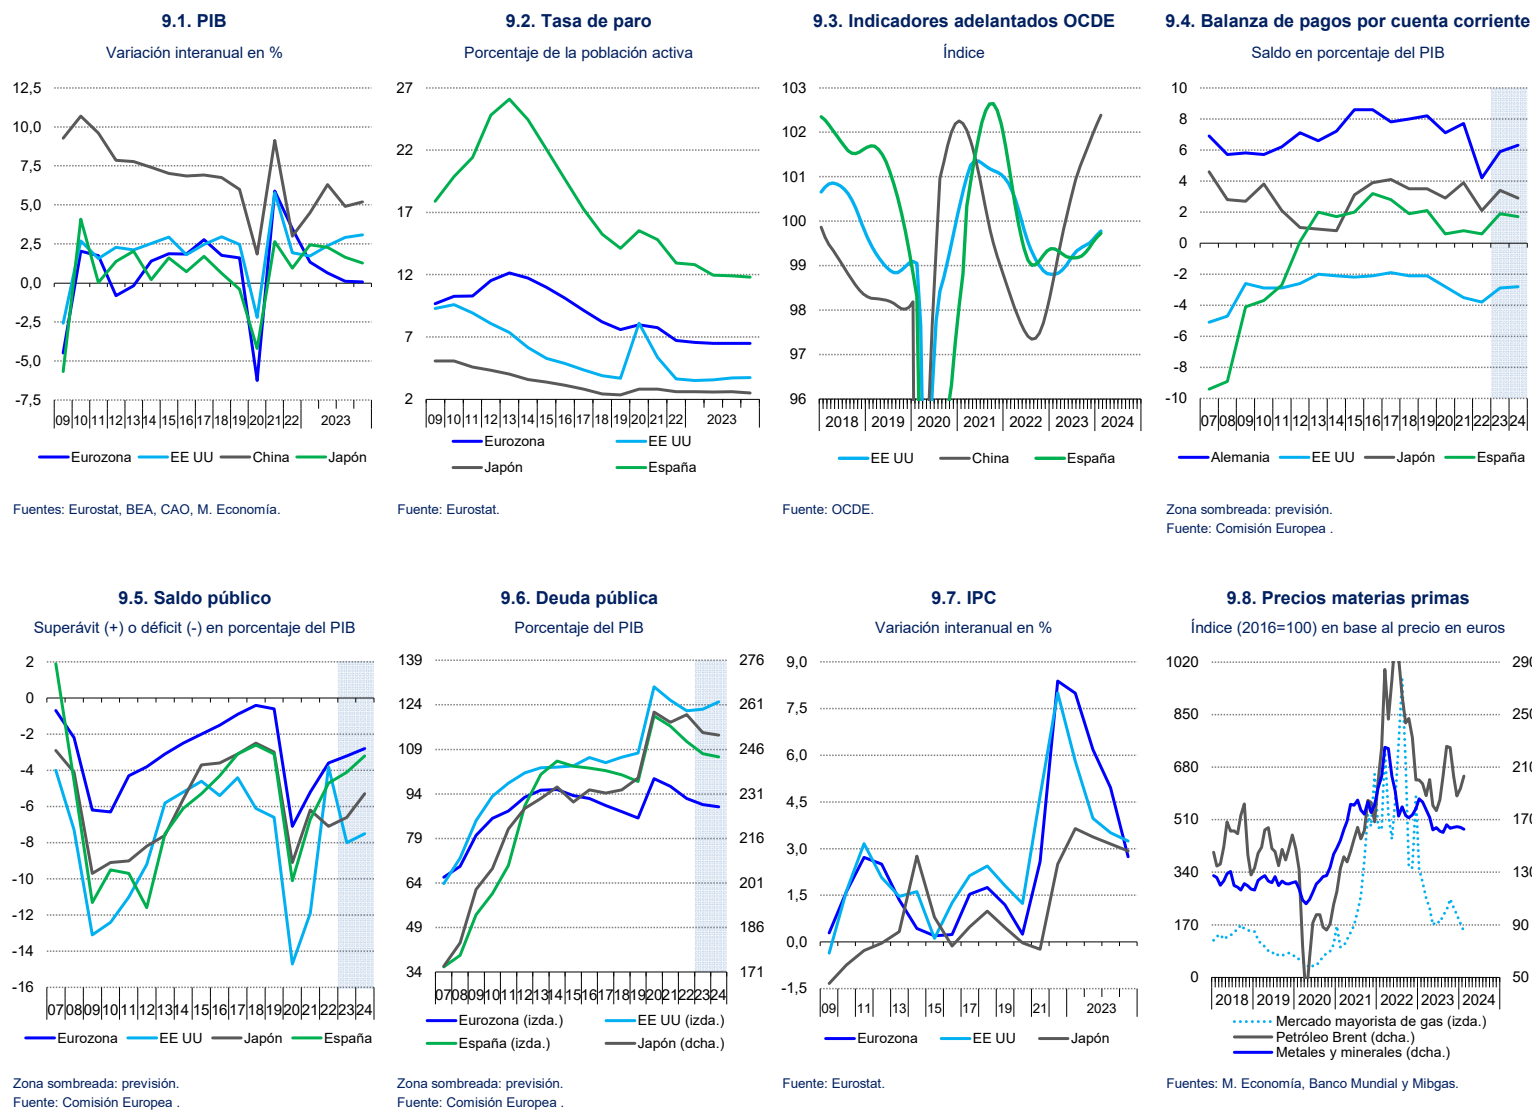 9.1. PIB
Variación interanual en %
12,5
10,0
7,5
5,0
2,5
0,0
-2,5
-5,0
-7,5
09 10 11 12 13 14 15 16 17 18 19 20 21 22 2023
Eurozona EE UU China Japón
Fuentes: Eurostat, BEA, CAO, M. Economía.
9.2. Tasa de paro
Porcentaje de la población activa
27
22
17
12
7
2
09 10 11 12 13 14 15 16 17 18 19 20 21 22 2023
Eurozona EE UU
Japón España
Fuente: Eurostat.
9.3. Indicadores adelantados OCDE
Índice
103
102
101
100
99
98
97
96
2018 2019 2020 2021 2022 2023 2024
EE UU China España
Fuente: OCDE.
9.4. Balanza de pagos por cuenta corriente
Saldo en porcentaje del PIB
10
8
6
4
2
0
-2
-4
-6
-8
-10
07 08 09 10 11 12 13 14 15 16 17 18 19 20 21 22 23 24
Alemania EE UU Japón España
Zona sombreada: previsión.
Fuente: Comisión Europea .
9.5. Saldo público
Superávit (+) o déficit (-) en porcentaje del PIB
2
0
-2
-4
-6
-8
-10
-12
-14
-16
07 08 09 10 11 12 13 14 15 16 17 18 19 20 21 22 23 24
Eurozona EE UU Japón España
Zona sombreada: previsión.
Fuente: Comisión Europea .
9.6. Deuda pública
Porcentaje del PIB
139 276
124 261
109 246
94 231
79 216
64 201
49 186
34 171
07 08 09 10 11 12 13 14 15 16 17 18 19 20 21 22 23 24
Eurozona (izda.) EE UU (izda.)
España (izda.) Japón (dcha.)
Zona sombreada: previsión.
Fuente: Comisión Europea .
9.7. IPC
Variación interanual en %
9,0
7,5
6,0
4,5
3,0
1,5
0,0
-1,5
09 11 13 15 17 19 21 2023
Eurozona EE UU Japón
Fuente: Eurostat.
9.8. Precios materias primas
Índice (2016=100) en base al precio en euros
1020 290
850
680 210
510 170
340 130
170 90
0 50
2018 2019 2020 2021 2022 2023 2024
Mercado mayorista de gas (izda.)
Petróleo Brent (dcha.)
Metales y minerales (dcha.)
Fuentes: M. Economía, Banco Mundial y Mibgas.